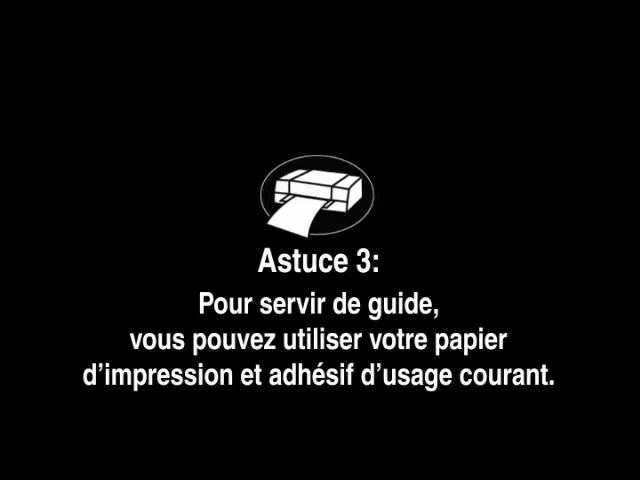 Astuce 3:
Pour servir de guide,
vous pouvez utiliser votre papier
d’impression et adhésif d’usage courant.